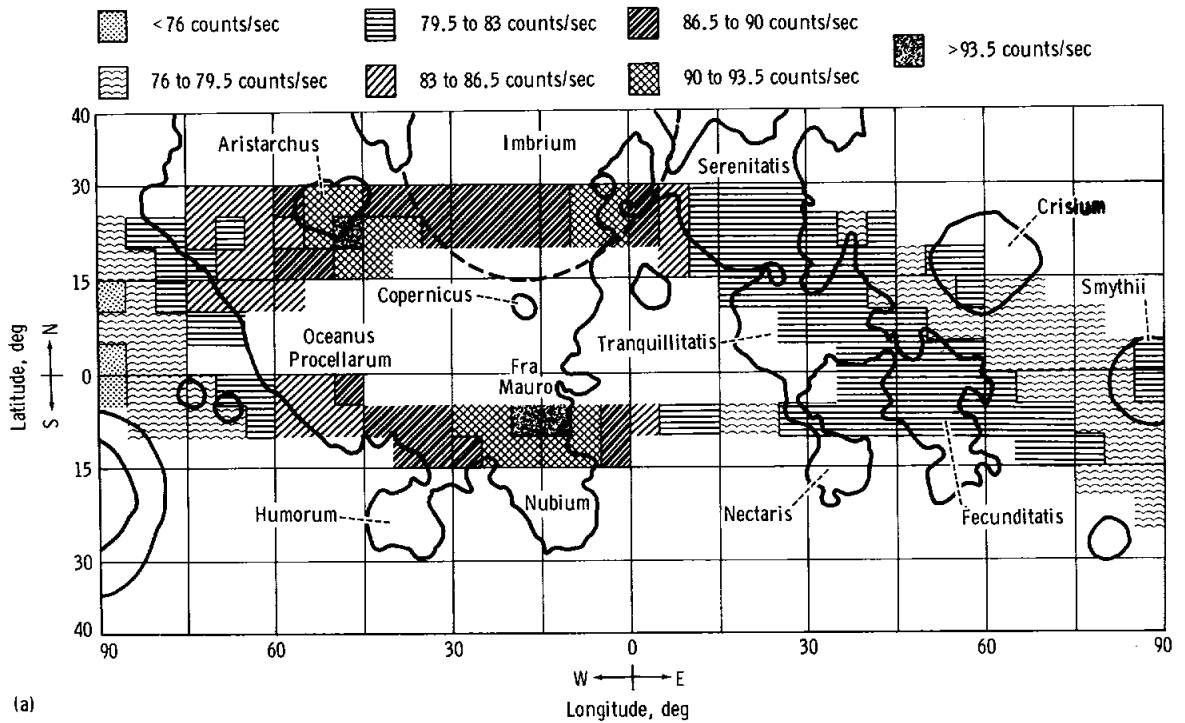 <76 counts/sec
79.5 to 83 counts/sec
86.5 to 90 counts/sec
>93.5 counts/sec
76 to 79.5 counts/sec
83 to 86.5 counts/sec
90 to 93.5 counts/sec
40
30
15
0
15
30
40
Latitude, deg
S N
Aristarchus
Imbrium
Serenitatis
Crisium
Copernicus
Smythii
Oceanus
Procellarum
Tranquillitatis
Fra
Mauro
Humorum
Nubium
Nectaris
Fecunditatis
90 60 30 0 30 60 90
W E
Longitude, deg
(a)